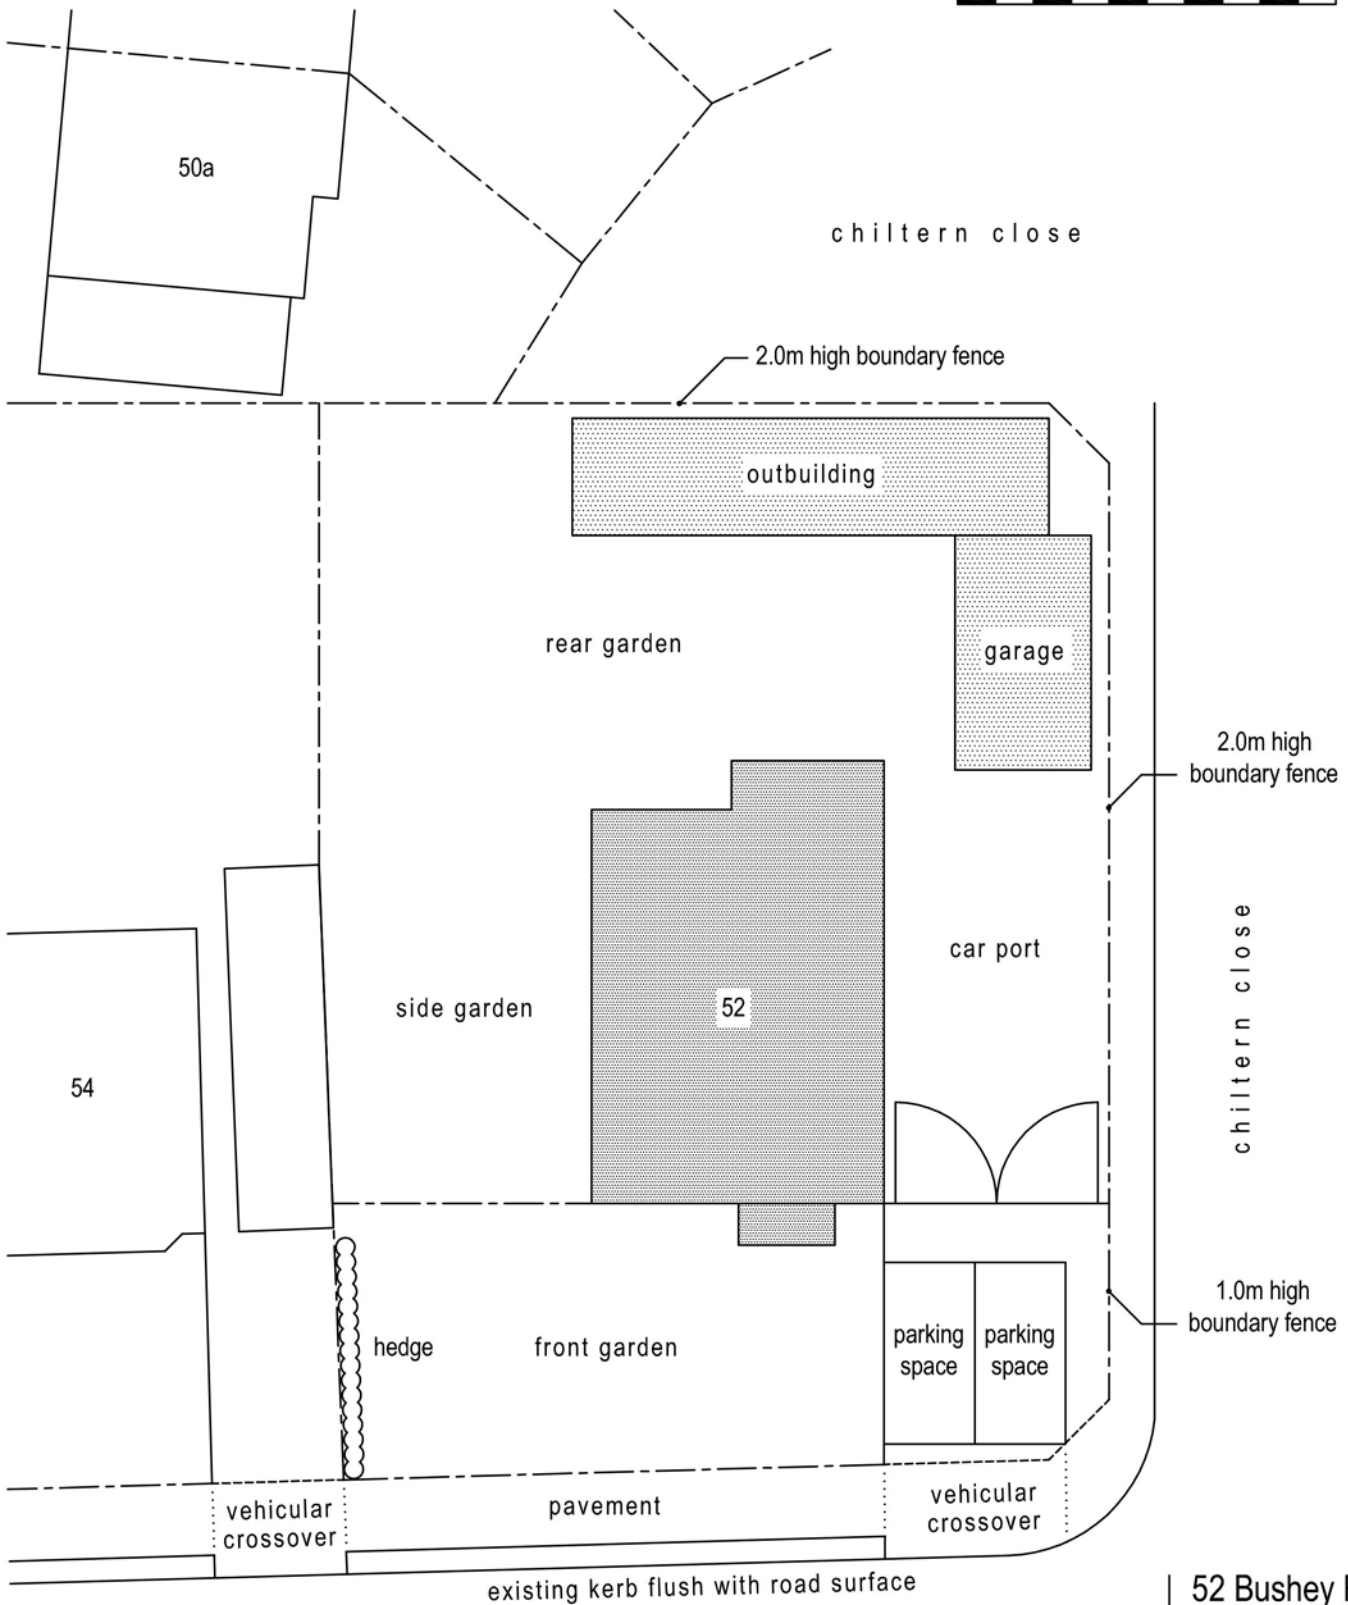 50a
chiltern close
2.0m high boundary fence
outbuilding
rear garden
garage
2.0m high
boundary fence
car port
chiltern close
side garden
52
54
1.0m high
boundary fence
parking
space
parking
space
hedge
front garden
vehicular
crossover
pavement
vehicular
crossover
existing kerb flush with road surface
52 Bushey